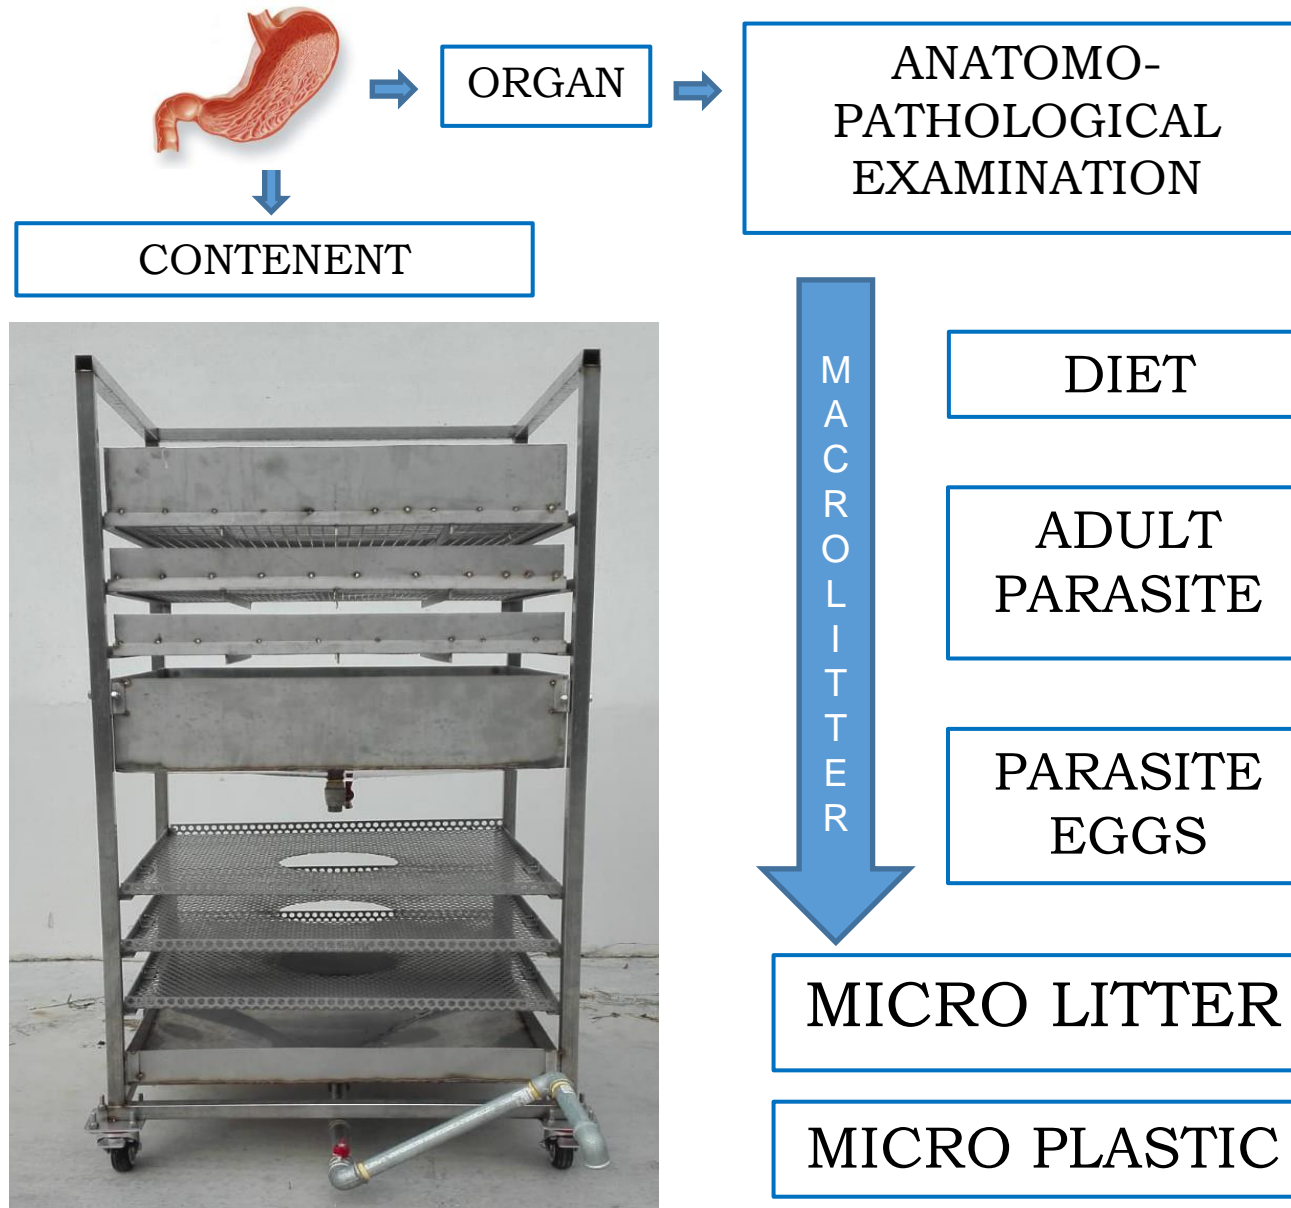 ORGAN
ANATOMO-
PATHOLOGICAL
EXAMINATION
CONTENENT
MACROLITTER
DIET
ADULT
PARASITE
PARASITE
EGGS
MICRO LITTER
MICRO PLASTIC